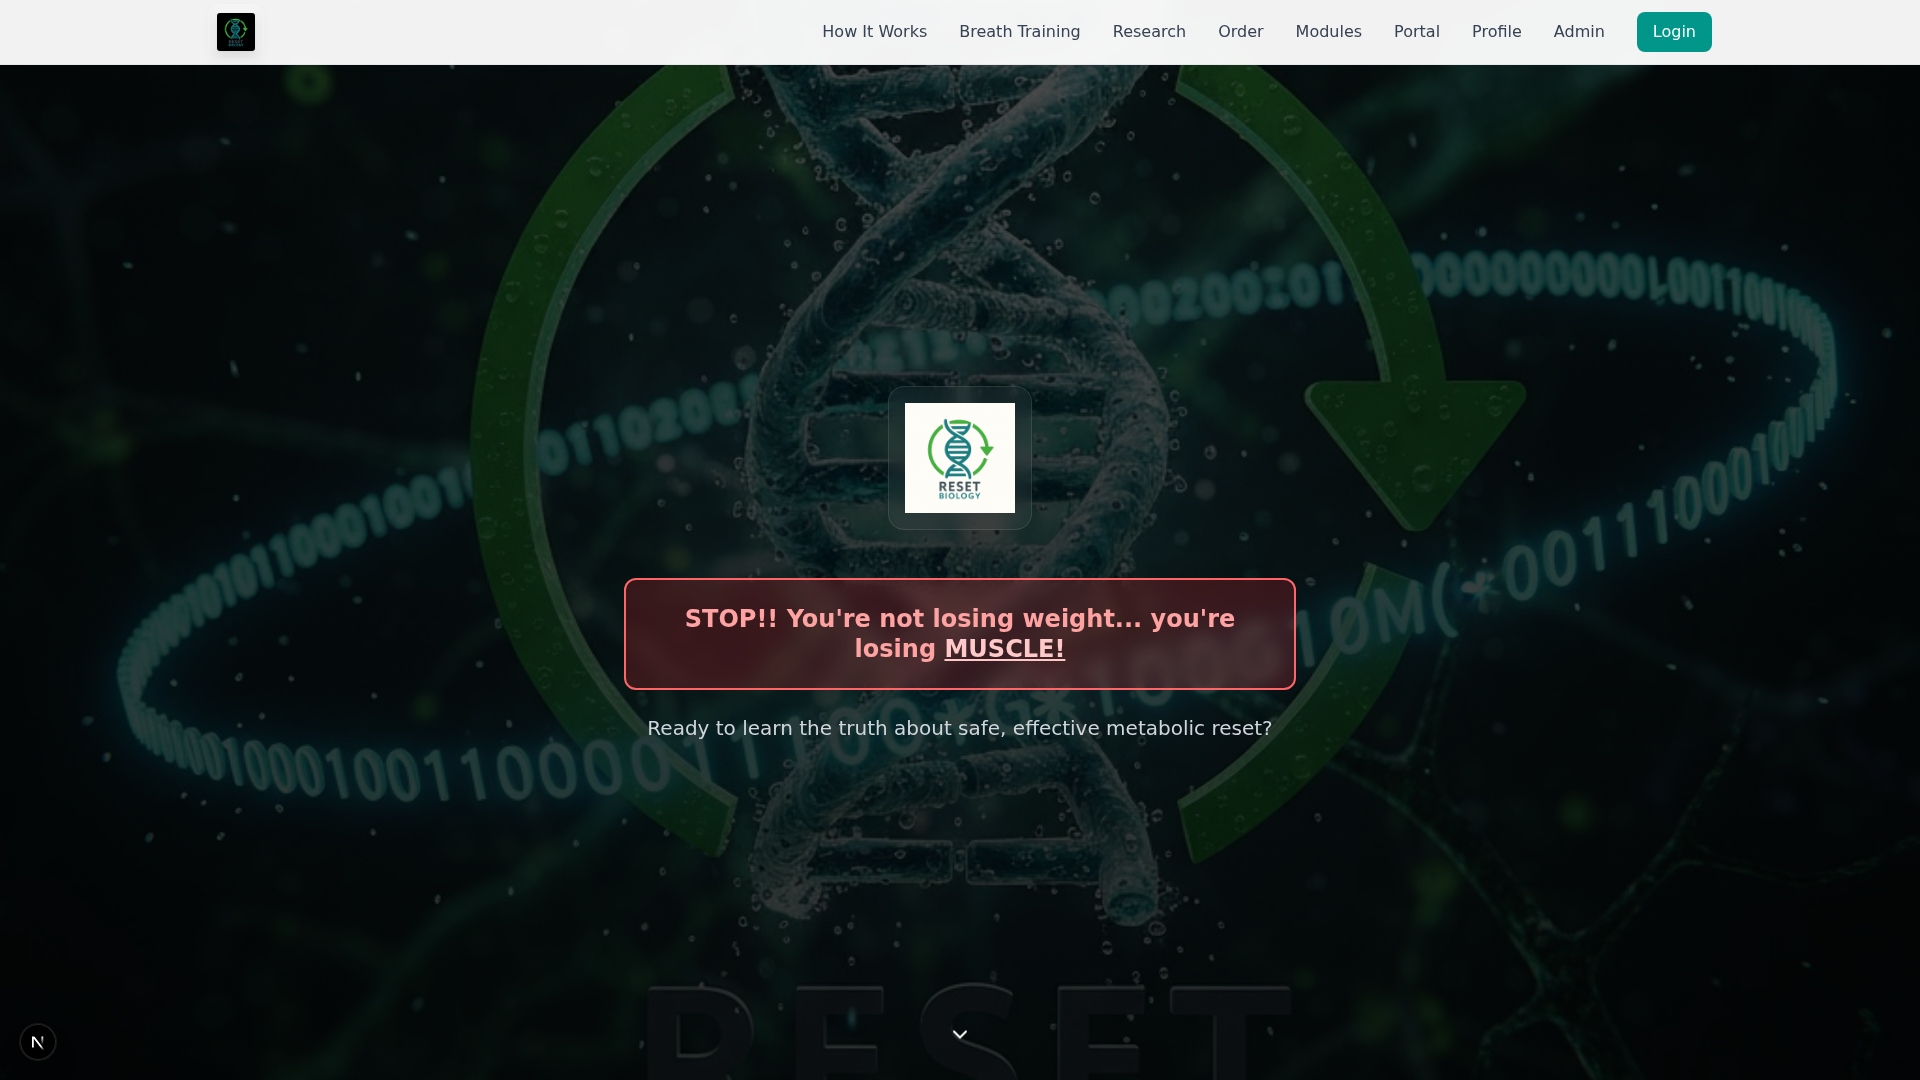 How It Works
Breath Training
Research
Order
Modules
Portal
Profile
Admin
Login
RESET
BIOLOGY
STOP!! You're not losing weight... you're
losing MUSCLE!
Ready to learn the truth about safe, effective metabolic reset?
RESET
N